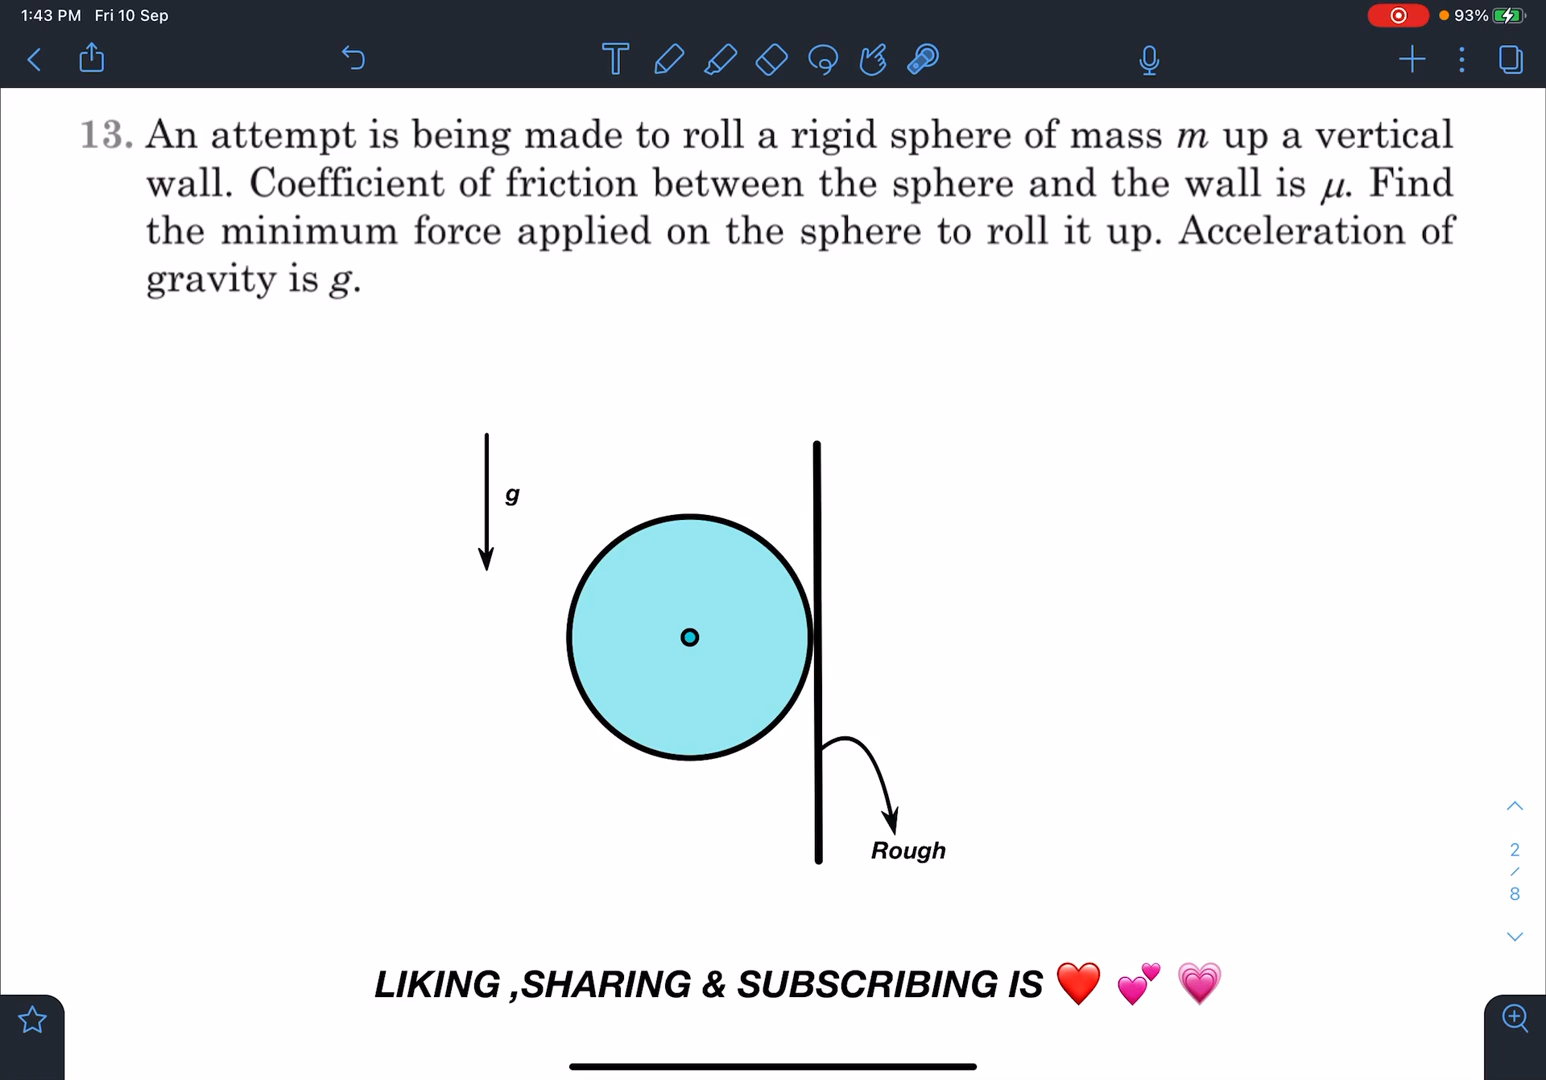 1:43 PM Fri 10 Sep
93%
13. An attempt is being made to roll a rigid sphere of mass m up a vertical
wall. Coefficient of friction between the sphere and the wall is μ. Find
the minimum force applied on the sphere to roll it up. Acceleration of
gravity is g.
g
Rough
2
/
8
LIKING ,SHARING & SUBSCRIBING IS ❤️ 💕 💗